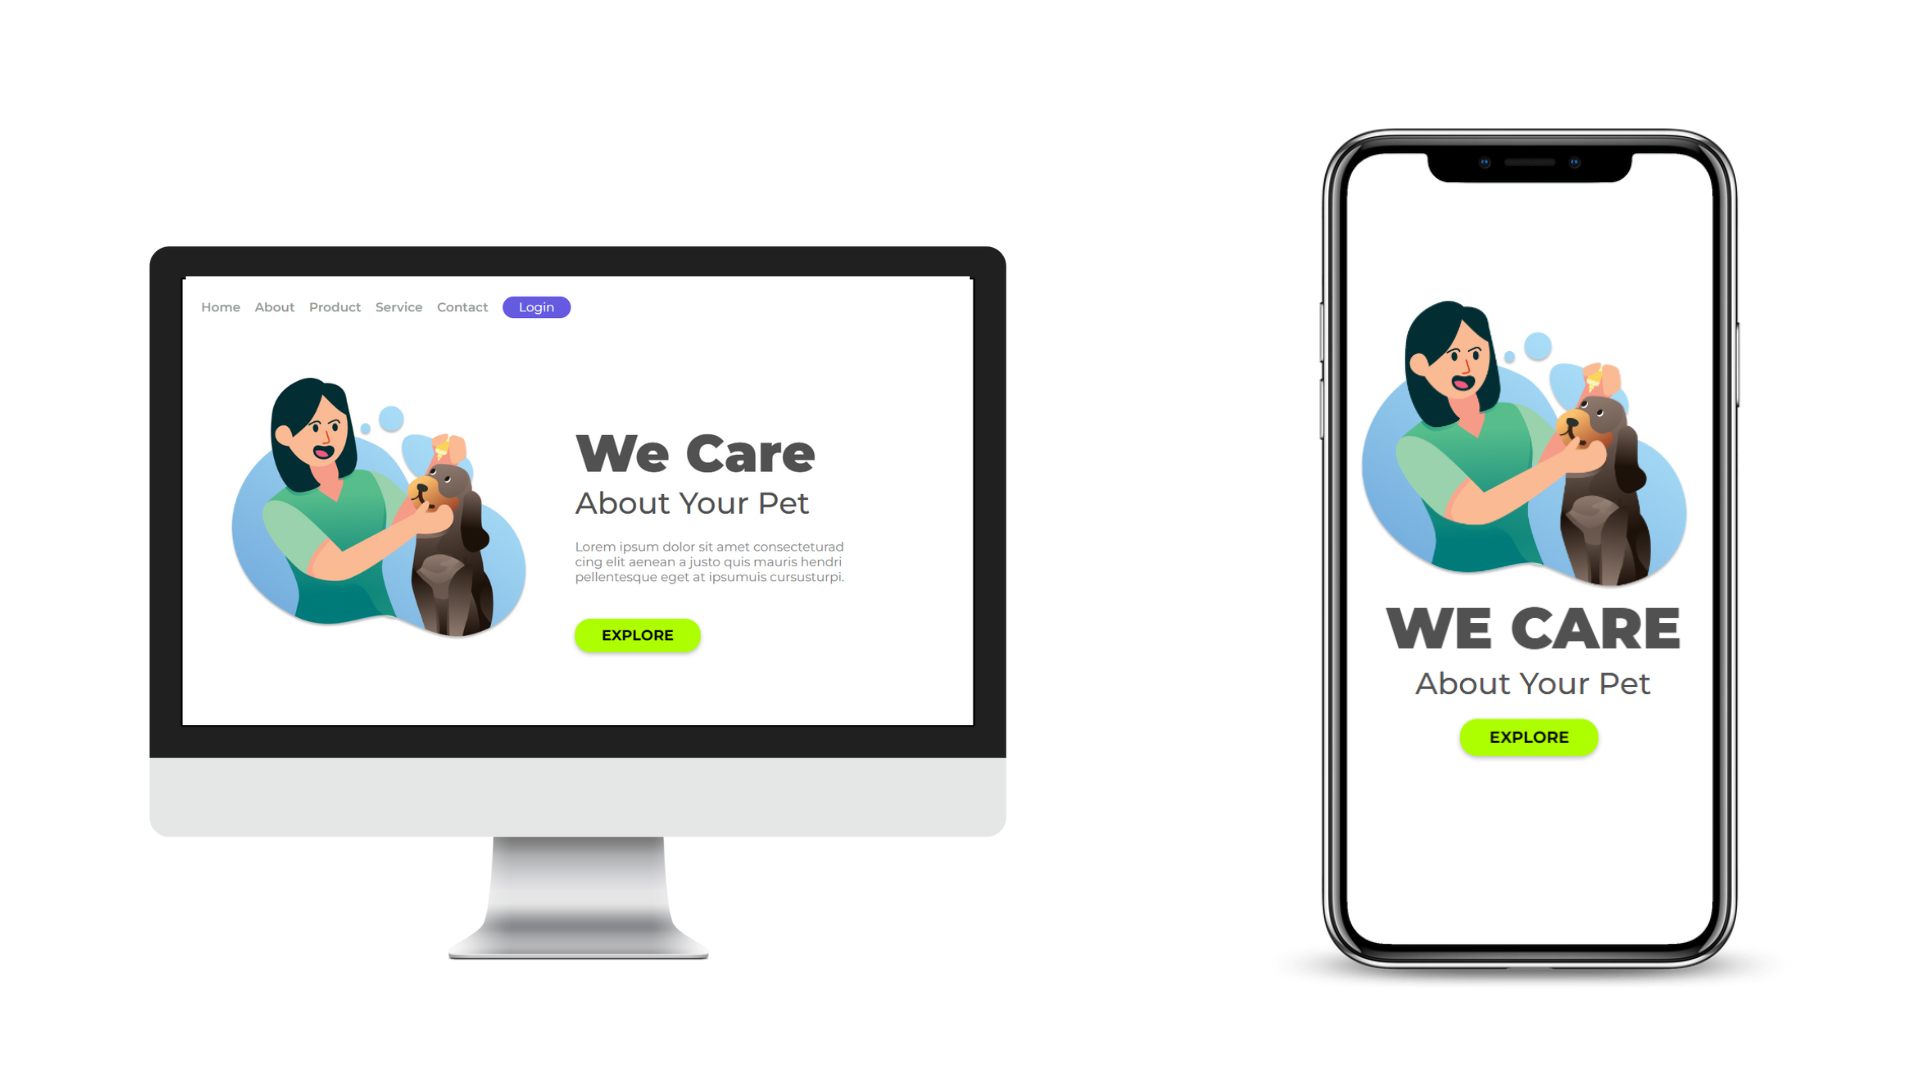 Home About Product Service Contact Login
We Care
About Your Pet
Lorem ipsum dolor sit amet consecteturad
cing elit aenean a justo quis mauris hendri
pellentesque eget at ipsumuis cursusturpi.
EXPLORE
WE CARE
About Your Pet
EXPLORE